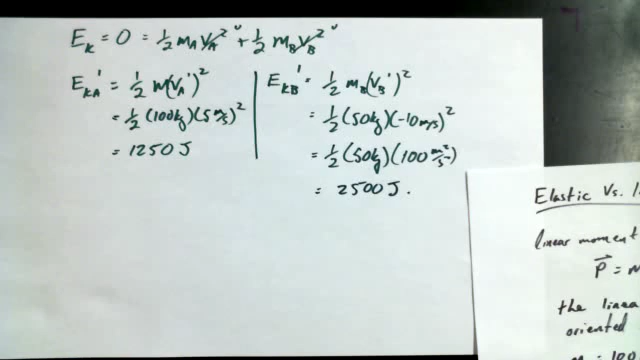 E_K = 0 = 1/2 m_A V_A² + 1/2 m_B V_B²
E_KA' = 1/2 m(V_A')²
= 1/2 (100kg)(5 m/s)²
= 1250 J
E_KB' = 1/2 m_B(V_B')²
= 1/2 (50kg)(-10 m/s)²
= 1/2 (50kg)(100 m²/s²)
= 2500 J.
Elastic Vs.
linear moment
P⃗ = m
the linea
oriented